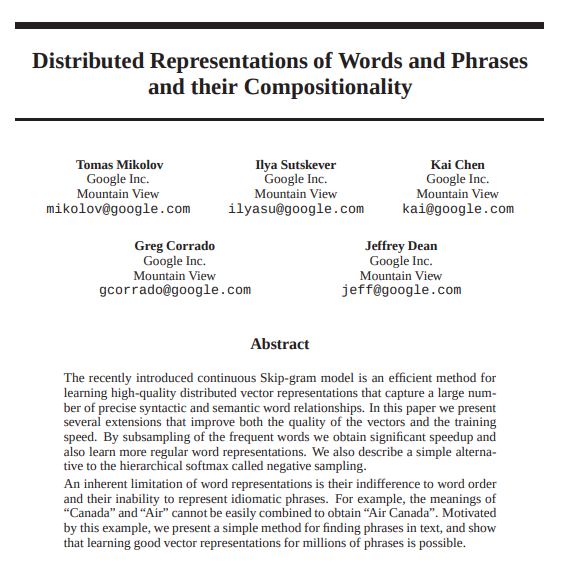 Distributed Representations of Words and Phrases
and their Compositionality
Tomas Mikolov
Google Inc.
Mountain View
mikolov@google.com
Ilya Sutskever
Google Inc.
Mountain View
ilyasu@google.com
Kai Chen
Google Inc.
Mountain View
kai@google.com
Greg Corrado
Google Inc.
Mountain View
gcorrado@google.com
Jeffrey Dean
Google Inc.
Mountain View
jeff@google.com
Abstract
The recently introduced continuous Skip-gram model is an efficient method for
learning high-quality distributed vector representations that capture a large num-
ber of precise syntactic and semantic word relationships. In this paper we present
several extensions that improve both the quality of the vectors and the training
speed. By subsampling of the frequent words we obtain significant speedup and
also learn more regular word representations. We also describe a simple alterna-
tive to the hierarchical softmax called negative sampling.
An inherent limitation of word representations is their indifference to word order
and their inability to represent idiomatic phrases. For example, the meanings of
“Canada” and “Air” cannot be easily combined to obtain “Air Canada”. Motivated
by this example, we present a simple method for finding phrases in text, and show
that learning good vector representations for millions of phrases is possible.